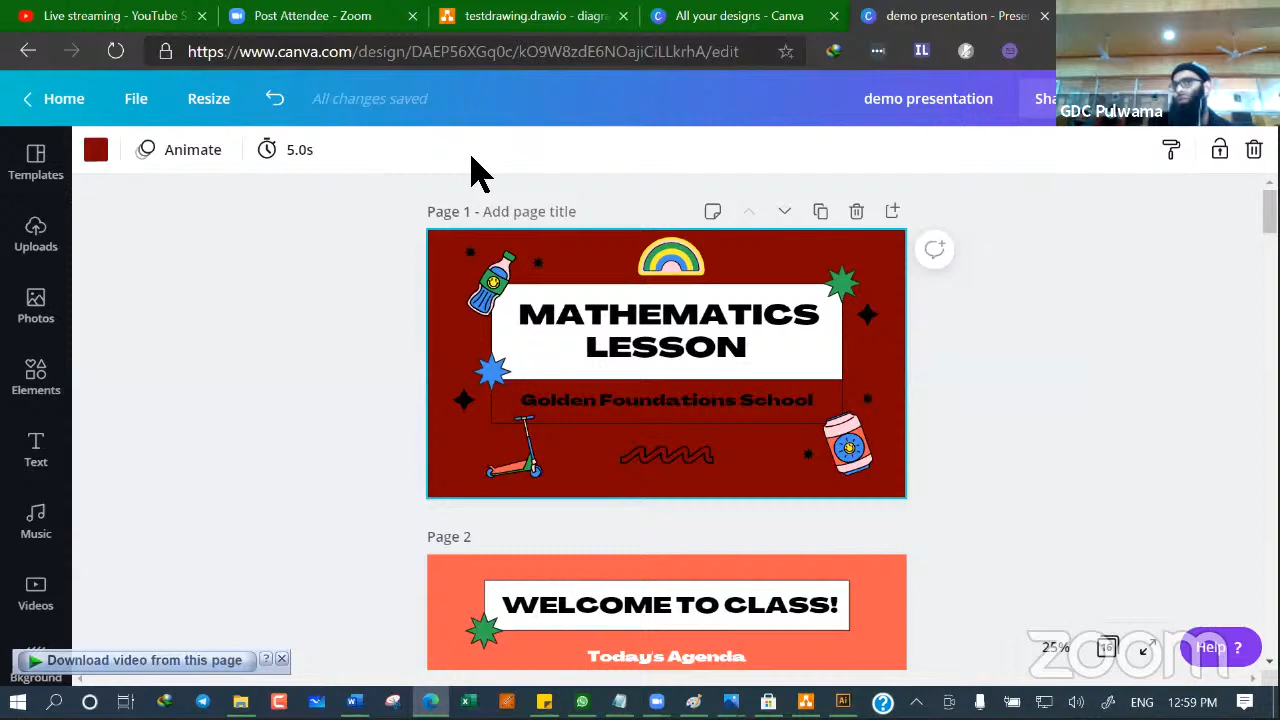 Live streaming - YouTube S
Post Attendee - Zoom
testdrawing.drawio - diagra
All your designs - Canva
demo presentation - Prese
https://www.canva.com/design/DAEP56XGq0c/kO9W8zdE6NOajiCiLLkrhA/edit
IL
GDC Pulwama
Home
File
Resize
All changes saved
demo presentation
Sha
Animate
5.0s
Templates
Uploads
Photos
Elements
Text
Music
Videos
Bkground
Page 1 - Add page title
MATHEMATICS
LESSON
Golden Foundations School
Page 2
WELCOME TO CLASS!
Today's Agenda
Download video from this page
?
25%
16
Help ?
zoom
ENG
12:59 PM